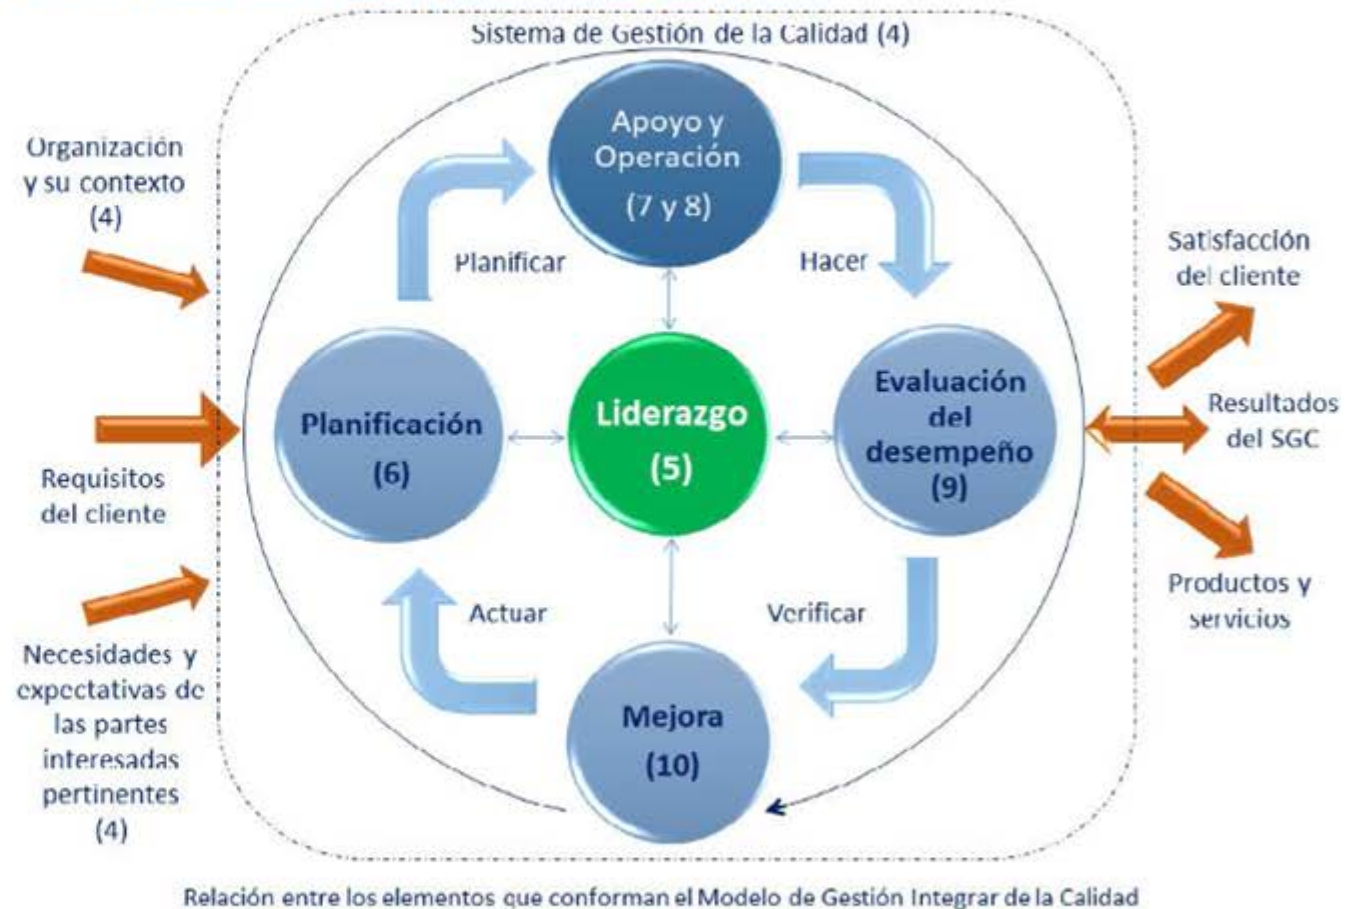 Sistema de Gestión de la Calidad (4)
Organización
y su contexto
(4)
Requisitos
del cliente
Necesidades y
expectativas de
las partes
interesadas
pertinentes
(4)
Apoyo y
Operación
(7 y 8)
Planificar
Hacer
Planificación
(6)
Liderazgo
(5)
Evaluación
del
desempeño
(9)
Actuar
Verificar
Mejora
(10)
Satisfacción
del cliente
Resultados
del SGC
Productos y
servicios
Relación entre los elementos que conforman el Modelo de Gestión Integrar de la Calidad